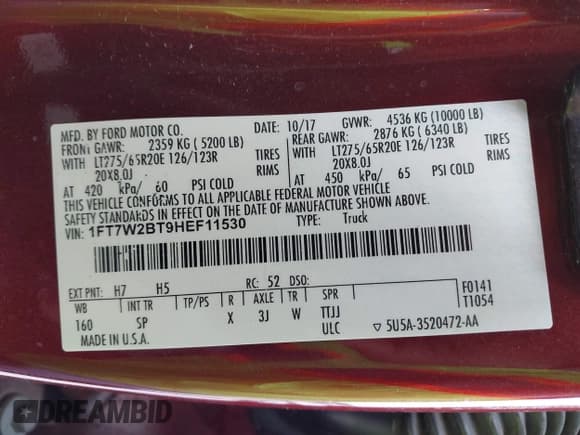 MFD. BY FORD MOTOR CO.
DATE: 10/17 GVWR: 4536 KG (10000 LB)
FRONT GAWR: 2359 KG (5200 LB)
REAR GAWR: 2876 KG (6340 LB)
WITH LT275/65R20E 126/123R TIRES
WITH LT275/65R20E 126/123R TIRES
20X8.0J RIMS
20X8.0J RIMS
AT 420 kPa/ 60 PSI COLD
AT 450 kPa/ 65 PSI COLD
THIS VEHICLE CONFORMS TO ALL APPLICABLE FEDERAL MOTOR VEHICLE
SAFETY STANDARDS IN EFFECT ON THE DATE OF MANUFACTURE SHOWN ABOVE.
VIN: 1FT7W2BT9HEF11530 TYPE: Truck
EXT PNT: H7 H5 RC: 52 DSO: F0141
WB INT TR TP/PS R AXLE TR SPR T1054
160 SP X 3J W TTJJ
ULC ▽ 5U5A-3520472-AA
MADE IN U.S.A.
DREAMBID